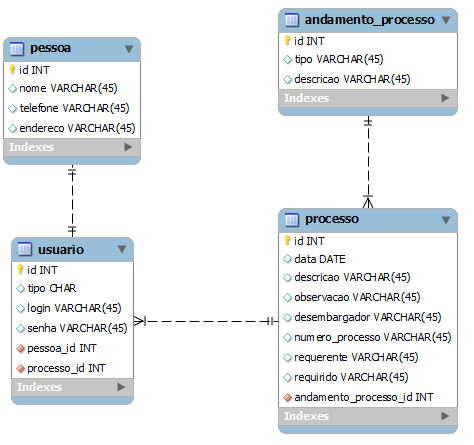 pessoa
id INT
nome VARCHAR(45)
telefone VARCHAR(45)
endereco VARCHAR(45)
Indexes
andamento_processo
id INT
tipo VARCHAR(45)
descricao VARCHAR(45)
Indexes
usuario
id INT
tipo CHAR
login VARCHAR(45)
senha VARCHAR(45)
pessoa_id INT
processo_id INT
Indexes
processo
id INT
data DATE
descricao VARCHAR(45)
observacao VARCHAR(45)
desembargador VARCHAR(45)
numero_processo VARCHAR(45)
requerente VARCHAR(45)
requirido VARCHAR(45)
andamento_processo_id INT
Indexes